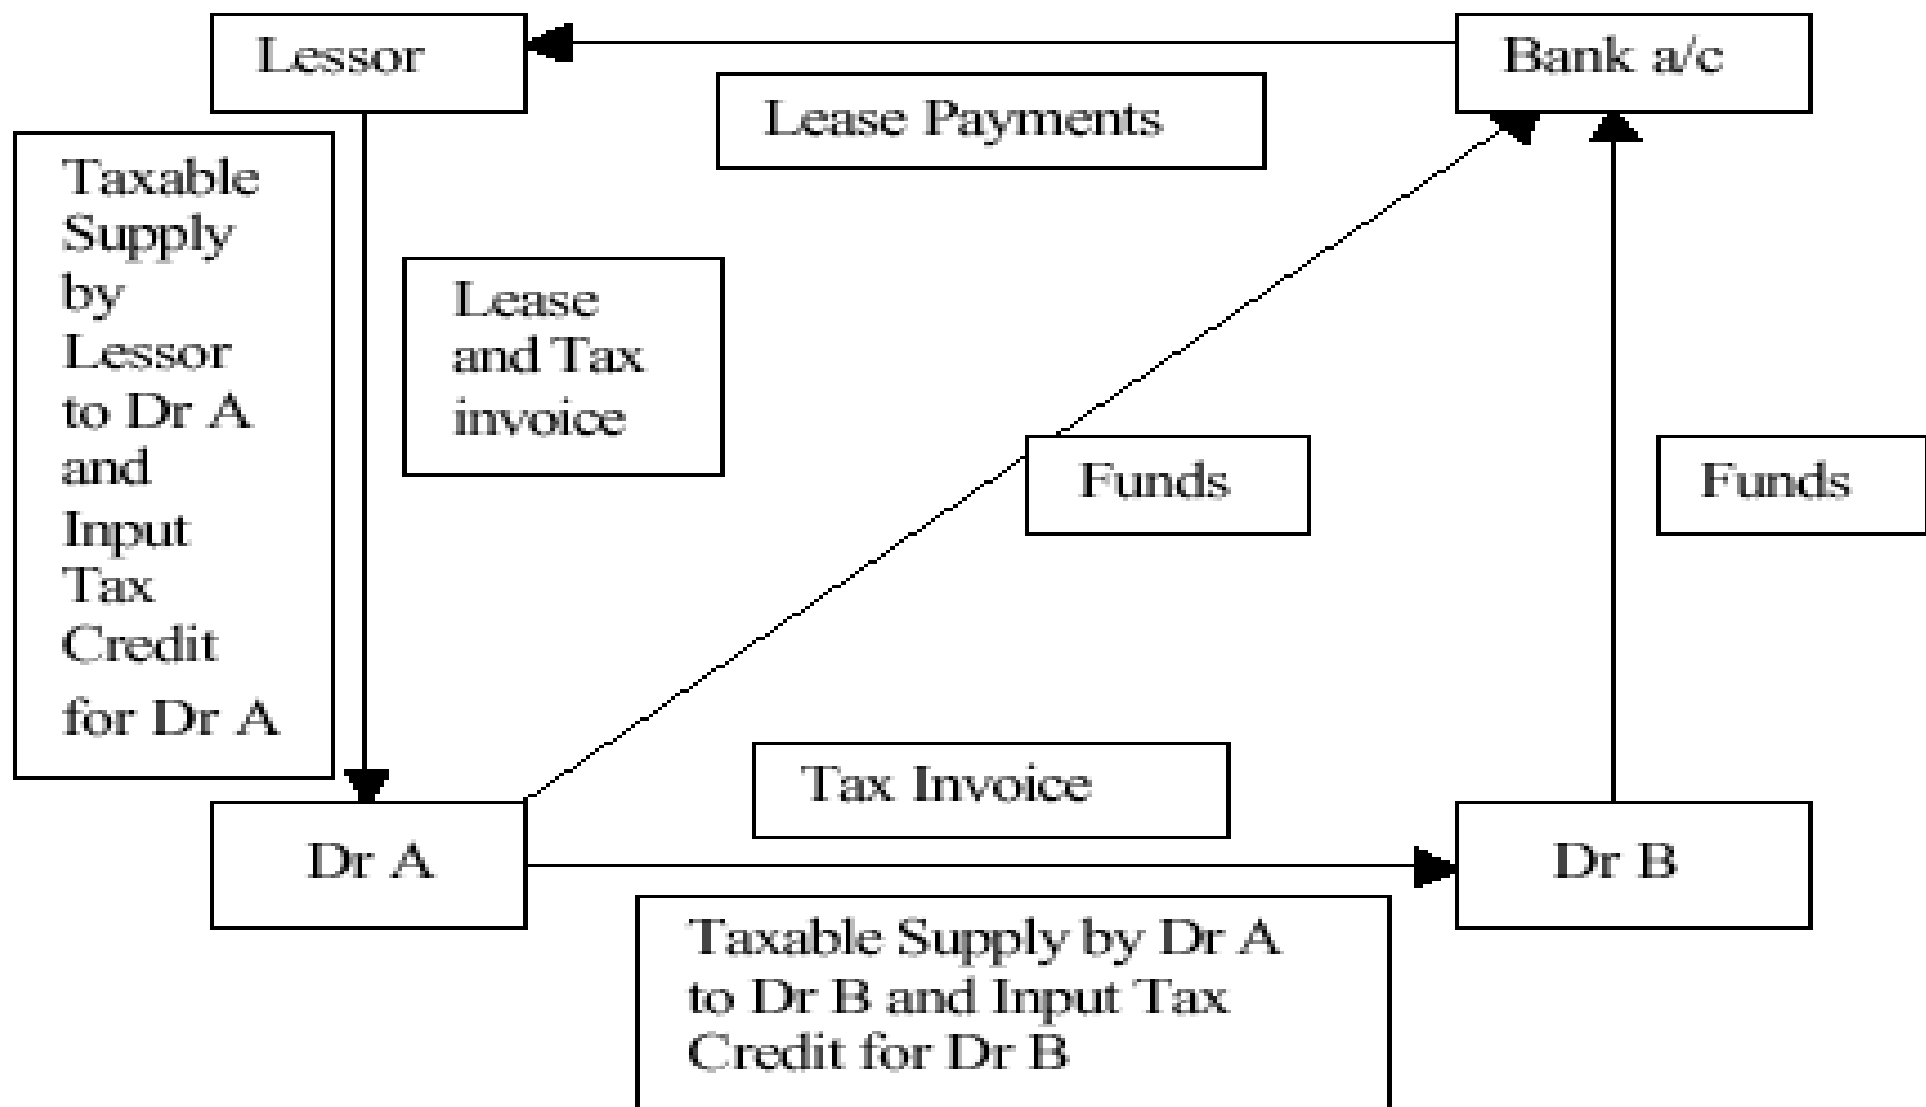 Lessor
Bank a/c
Lease Payments
Taxable
Supply
by
Lessor
to Dr A
and
Input
Tax
Credit
for Dr A
Lease
and Tax
invoice
Funds
Funds
Tax Invoice
Dr A
Dr B
Taxable Supply by Dr A
to Dr B and Input Tax
Credit for Dr B